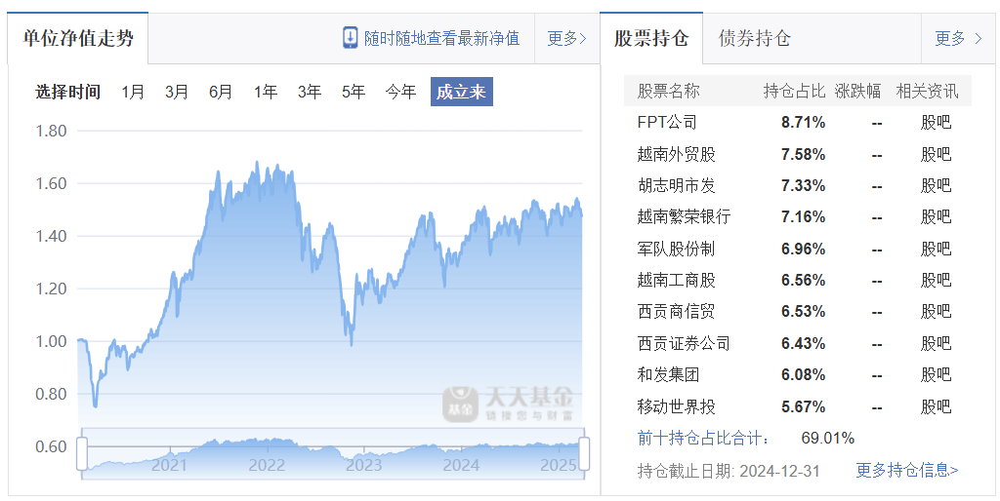 单位净值走势
随时随地查看最新净值
更多>
选择时间 1月 3月 6月 1年 3年 5年 今年 成立来
1.80
1.60
1.40
1.20
1.00
0.80
0.60
天天基金
基金
链接您与财富
2021 2022 2023 2024 2025
股票持仓 债券持仓 更多 >
股票名称 持仓占比 涨跌幅 相关资讯
FPT公司 8.71% -- 股吧
越南外贸股 7.58% -- 股吧
胡志明市发 7.33% -- 股吧
越南繁荣银行 7.16% -- 股吧
军队股份制 6.96% -- 股吧
越南工商股 6.56% -- 股吧
西贡商信贸 6.53% -- 股吧
西贡证券公司 6.43% -- 股吧
和发集团 6.08% -- 股吧
移动世界投 5.67% -- 股吧
前十持仓占比合计： 69.01%
持仓截止日期: 2024-12-31 更多持仓信息>